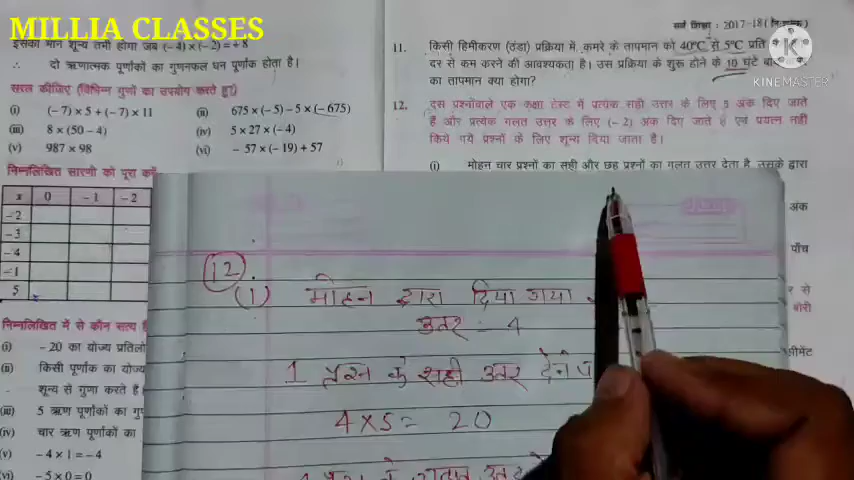 MILLIA CLASSES
इसका मान शून्य तभी होगा जब (−4) × (−2) = +8
∴ दो ऋणात्मक पूर्णांकों का गुणनफल धन पूर्णांक होता है।
सरल कीजिए (विभिन्न गुणों का उपयोग करते हुए)
(i) (−7) × 5 + (−7) × 11 (ii) 675 × (−5) − 5 × (−675)
(iii) 8 × (50 − 4) (iv) 5 × 27 × (−4)
(v) 987 × 98 (vi) − 57 × (−19) + 57
निम्नलिखित सारणी को पूरा करें
x 0 −1 −2
−2
−3
−4
−1
5
निम्नलिखित में से कौन सत्य
(i) −20 का योज्य प्रतिलो
(ii) किसी पूर्णांक का योज्य
शून्य से गुणा करते हैं
(iii) 5 ऋण पूर्णांकों का गु
(iv) चार ऋण पूर्णांकों का
(v) −4 × 1 = −4
(vi) −5 × 0 = 0
सर्व शिक्षा : 2017-18
KINEMASTER
11. किसी हिमीकरण (ठंडा) प्रक्रिया में, कमरे के तापमान को 40°C से 5°C प्रति
दर से कम करने की आवश्यकता है। उस प्रक्रिया के शुरू होने के 10 घंटे
का तापमान क्या होगा?
12. दस प्रश्नोंवाले एक कक्षा टेस्ट में प्रत्येक सही उत्तर के लिए 5 अंक दिए जाते
हैं और प्रत्येक गलत उत्तर के लिए (−2) अंक दिए जाते हैं एवं प्रयत्न नहीं
किये गये प्रश्नों के लिए शून्य दिया जाता है।
(i) मोहन चार प्रश्नों का सही और छह प्रश्नों का गलत उत्तर देता है, उसके द्वारा
अंक
पाँच
र से
बोरी
सीमेंट
12.
(1) मोहन द्वारा दिया गया
उत्तर = 4
1 प्रश्न के सही उत्तर देने
4 × 5 = 20